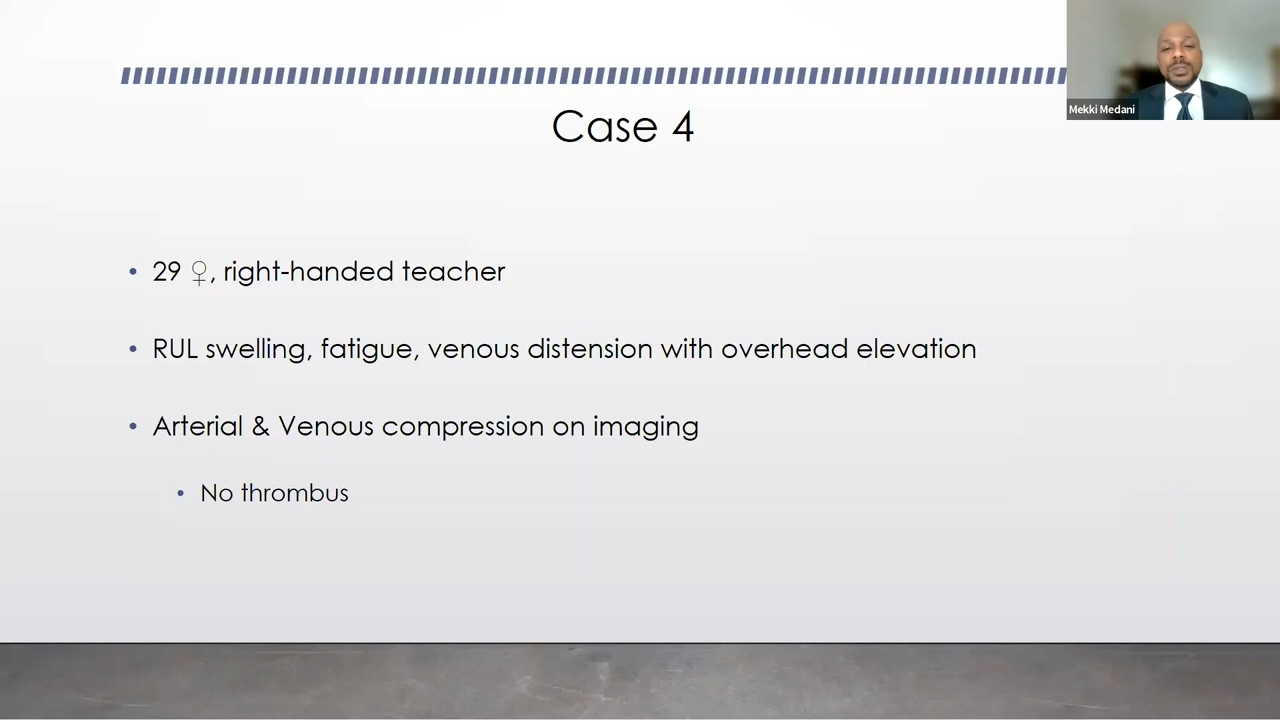 Mekki Medani
Case 4
• 29 ♀, right-handed teacher
• RUL swelling, fatigue, venous distension with overhead elevation
• Arterial & Venous compression on imaging
• No thrombus